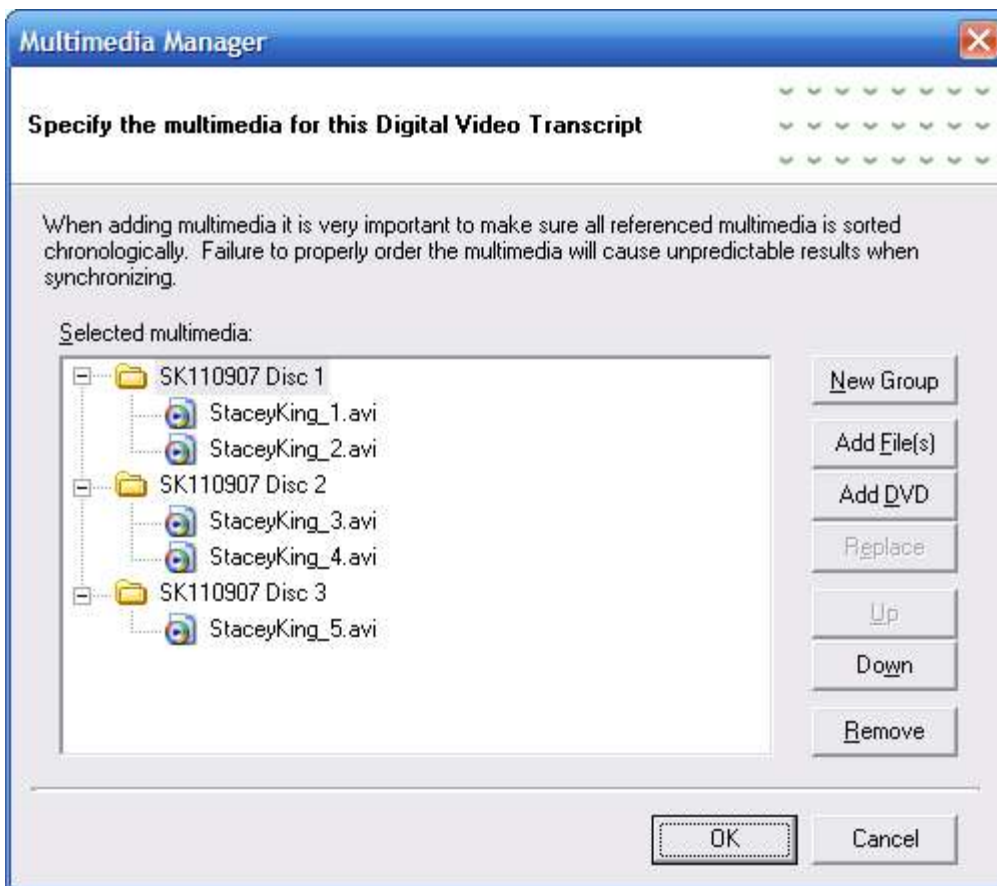 Multimedia Manager
Specify the multimedia for this Digital Video Transcript
When adding multimedia it is very important to make sure all referenced multimedia is sorted
chronologically. Failure to properly order the multimedia will cause unpredictable results when
synchronizing.
Selected multimedia:
SK110907 Disc 1
StaceyKing_1.avi
StaceyKing_2.avi
SK110907 Disc 2
StaceyKing_3.avi
StaceyKing_4.avi
SK110907 Disc 3
StaceyKing_5.avi
New Group
Add File(s)
Add DVD
Replace
Up
Down
Remove
OK
Cancel